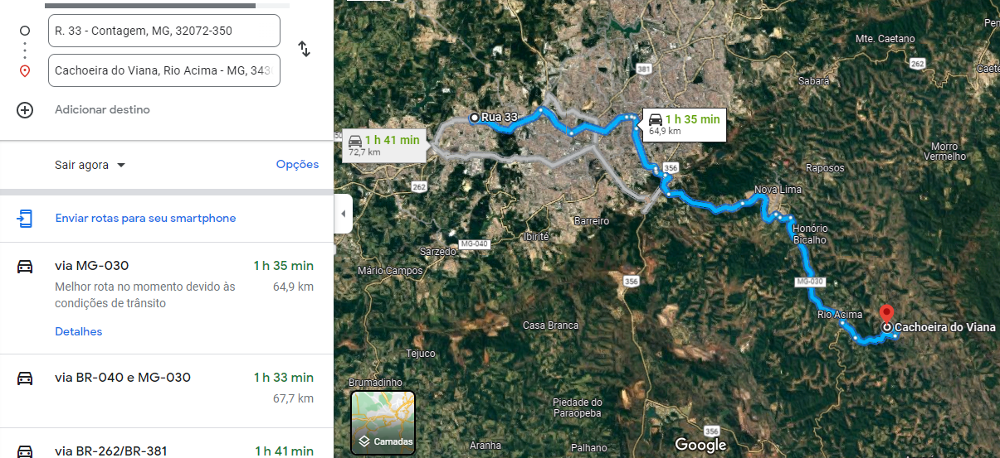 R. 33 - Contagem, MG, 32072-350
Cachoeira do Viana, Rio Acima - MG, 343
Adicionar destino
Sair agora
Opções
Enviar rotas para seu smartphone
via MG-030
1 h 35 min
Melhor rota no momento devido às
64,9 km
condições de trânsito
Detalhes
via BR-040 e MG-030
1 h 33 min
67,7 km
via BR-262/BR-381
1 h 41 min
Mte. Caetano
262
381
Sabará
Rua 33
1 h 35 min
64,9 km
1 h 41 min
72,7 km
Morro
Vermelho
Raposos
356
262
Nova Lima
Barreiro
Honório
Bicalho
Ibirité
MG-040
Sarzedo
Mário Campos
356
MG-030
Rio Acima
Casa Branca
Cachoeira do Viana
Tejuco
Brumadinho
Piedade do
Paraopeba
Camadas
356
Google
Aranha
Palhano